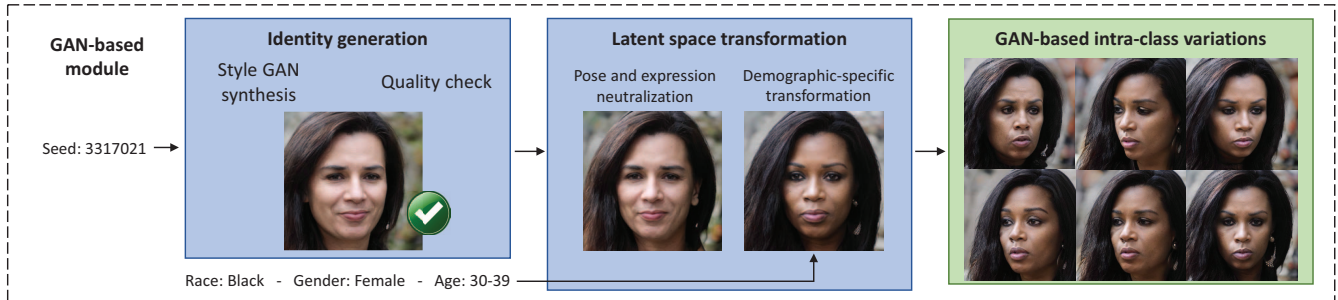 GAN-based
module
Seed: 3317021
Identity generation
Style GAN
synthesis
Quality check
Race: Black - Gender: Female - Age: 30-39
Latent space transformation
Pose and expression
neutralization
Demographic-specific
transformation
GAN-based intra-class variations